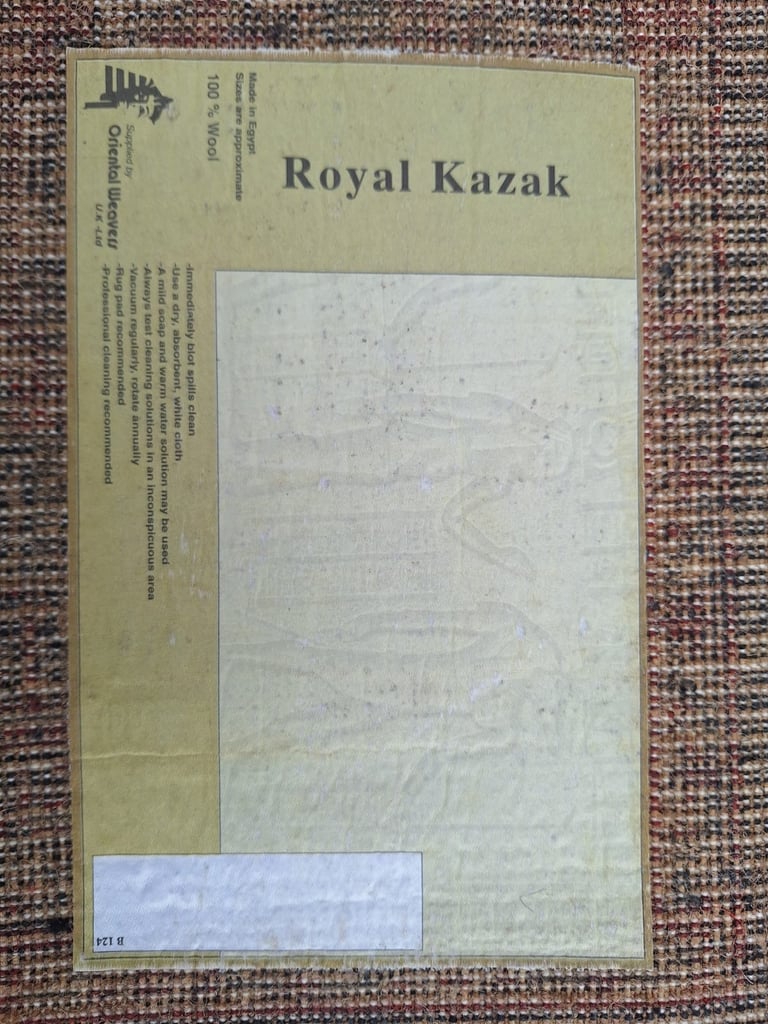 Royal Kazak
Made in Egypt
Sizes are approximate
100 % Wool
Supplied by
Oriental Weavers
U.K-Ltd
-Immediately blot spills clean
-Use a dry, absorbent, white cloth
-A mild soap and warm water solution may be used
-Always test cleaning solutions in an inconspicuous area
-Vacuum regularly, rotate annually
-Rug pad recommended
-Professional cleaning recommended
B 124